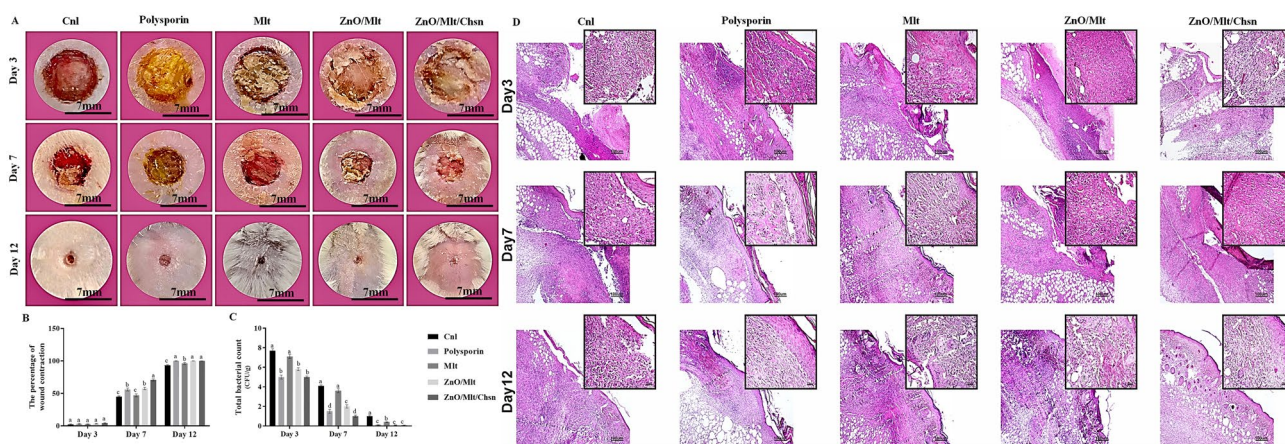 A
Cnl
Polysporin
Mlt
ZnO/Mlt
ZnO/Mlt/Chsn
Day 3
7mm
7mm
7mm
7mm
7mm
Day 7
7mm
7mm
7mm
7mm
7mm
Day 12
7mm
7mm
7mm
7mm
7mm
B
The percentage of
wound contraction
150
100
50
0
a a a a a
c b c b a
c a b a a
Day 3
Day 7
Day 12
C
Total bacterial count
(CFU/g)
10
8
6
4
2
0
a c a b c
a d b c e
a c b c c
Day 3
Day 7
Day 12
Cnl
Polysporin
Mlt
ZnO/Mlt
ZnO/Mlt/Chsn
D
Cnl
Polysporin
Mlt
ZnO/Mlt
ZnO/Mlt/Chsn
Day3
Day7
Day12